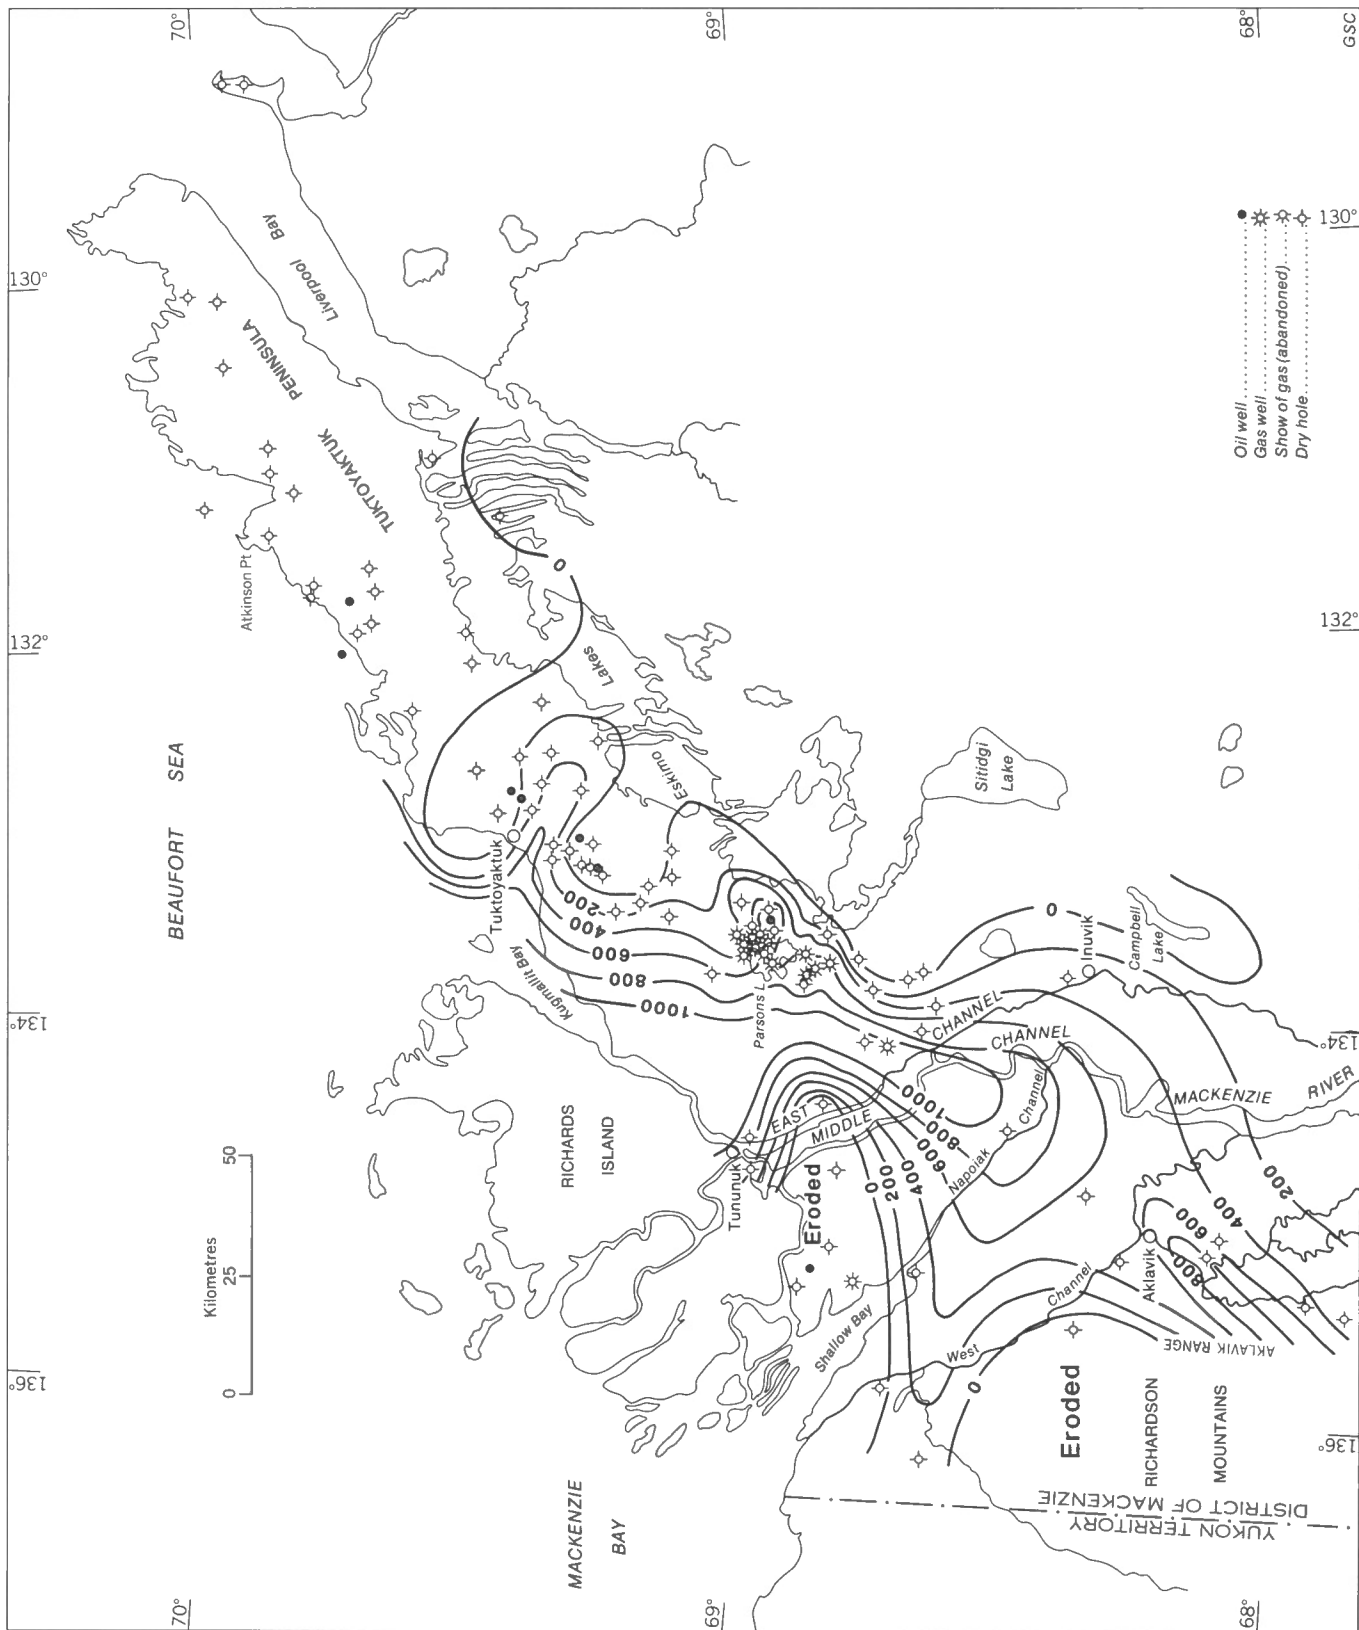 70°
69°
68°
GSC
130°
130°
Liverpool Bay
TUKTOYAKTUK PENINSULA
Oil well
Gas well
Show of gas (abandoned)
Dry hole
Atkinson Pt
0
132°
132°
BEAUFORT SEA
Eskimo Lakes
Sitidgi
Lake
Tuktoyaktuk
200
400
600
800
1000
Kugmallit Bay
Parsons L.
0
Inuvik
Campbell
Lake
134°
134°
EAST CHANNEL
MIDDLE CHANNEL
MACKENZIE RIVER
RICHARDS
ISLAND
Tununuk
1000
800
600
400
200
0
Napoiak Channel
Eroded
200
400
600
800
Aklavik
Kilometres
0 25 50
Shallow Bay
West Channel
AKLAVIK RANGE
0
Eroded
RICHARDSON
MOUNTAINS
136°
136°
MACKENZIE
BAY
DISTRICT OF MACKENZIE
YUKON TERRITORY
70°
69°
68°